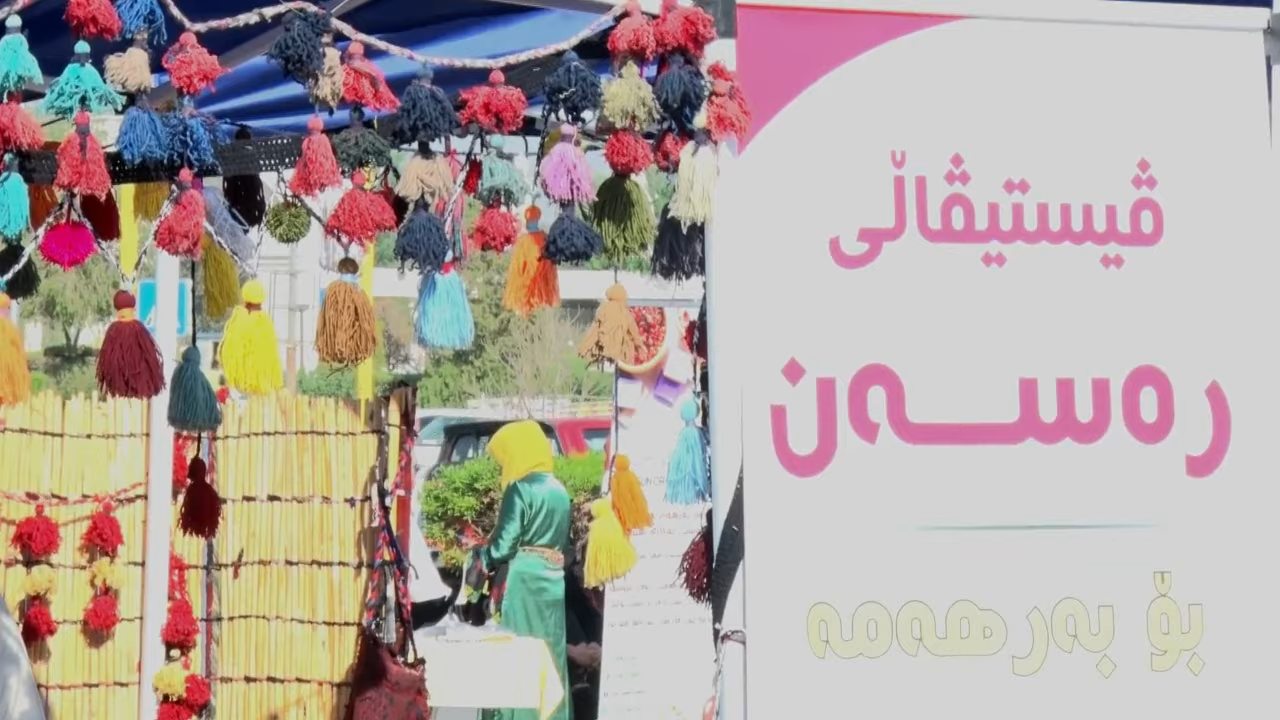 ڤیستیڤاڵی
ڕەسەن
بۆ بەرهەمە